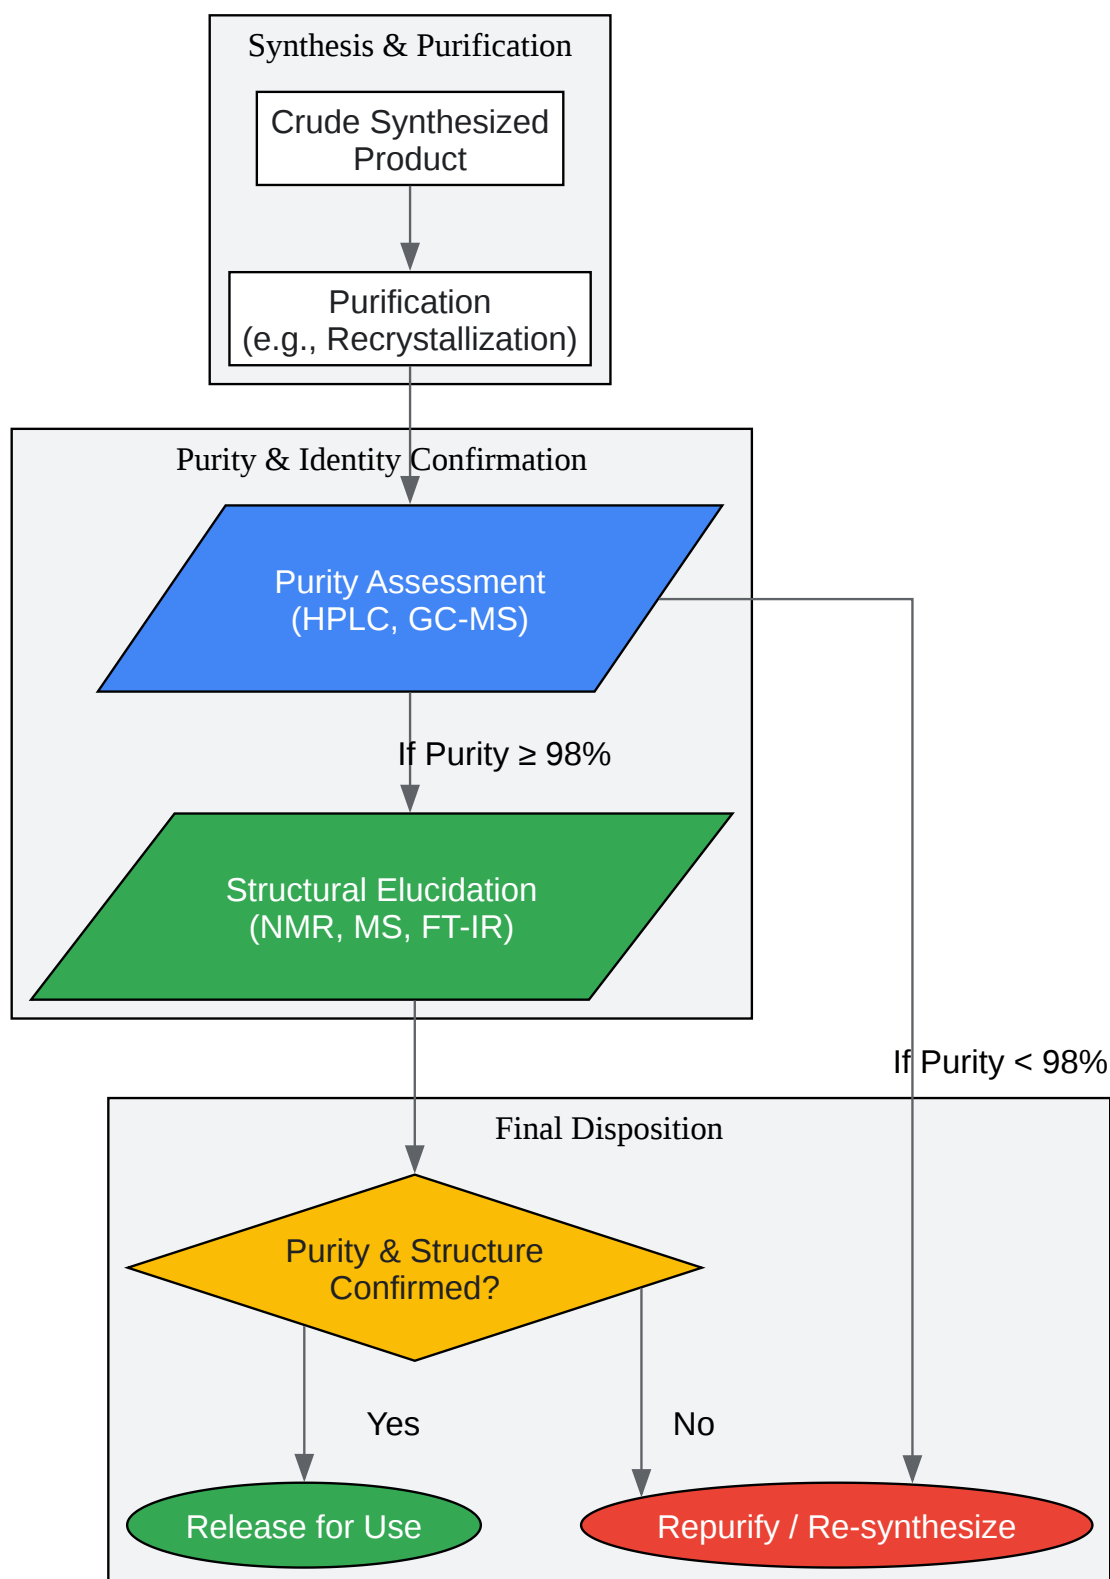 Synthesis & Purification
Crude Synthesized
Product
Purification
(e.g., Recrystallization)
Purity & Identity Confirmation
Purity Assessment
(HPLC, GC-MS)
If Purity ≥ 98%
Structural Elucidation
(NMR, MS, FT-IR)
If Purity < 98%
Final Disposition
Purity & Structure
Confirmed?
Yes
No
Release for Use
Repurify / Re-synthesize